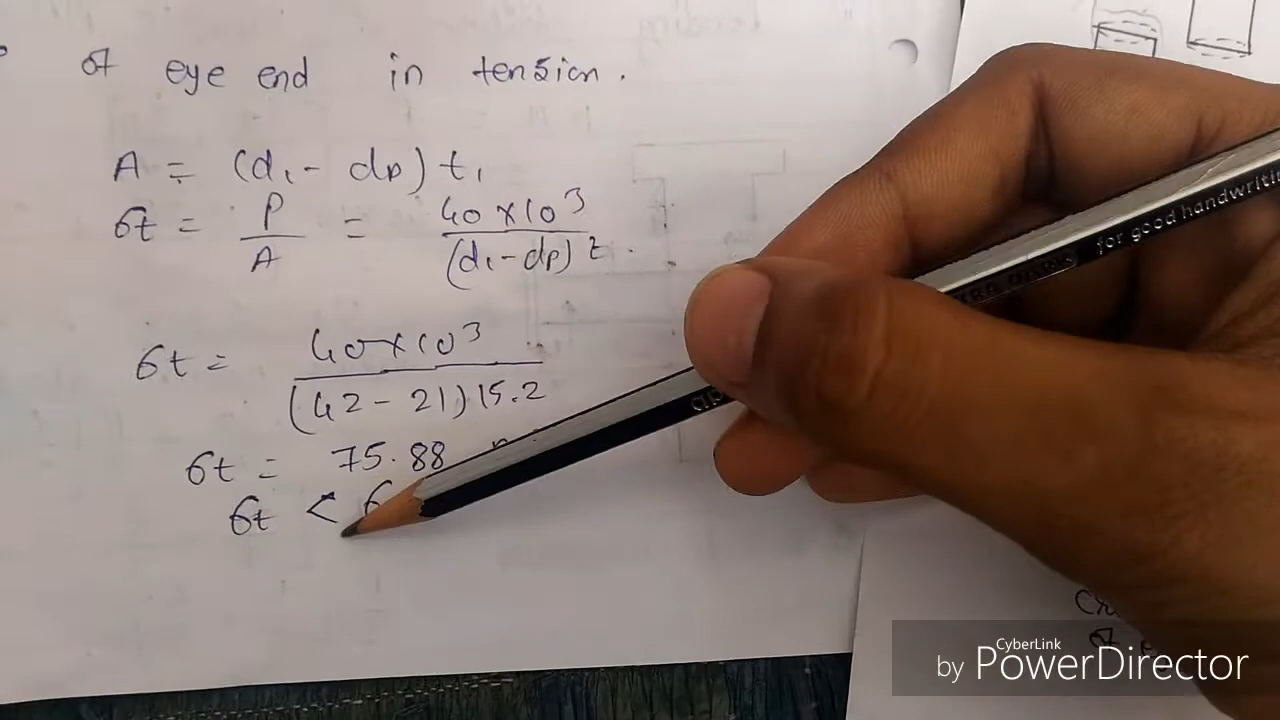 of eye end in tension.
A = (d₁ - dp) t₁
σt = P/A = 40×10³/(d₁-dp) t.
σt = 40×10³/(42-21)15.2
σt = 75.88
σt < σ
for good handwriting
CyberLink
by PowerDirector